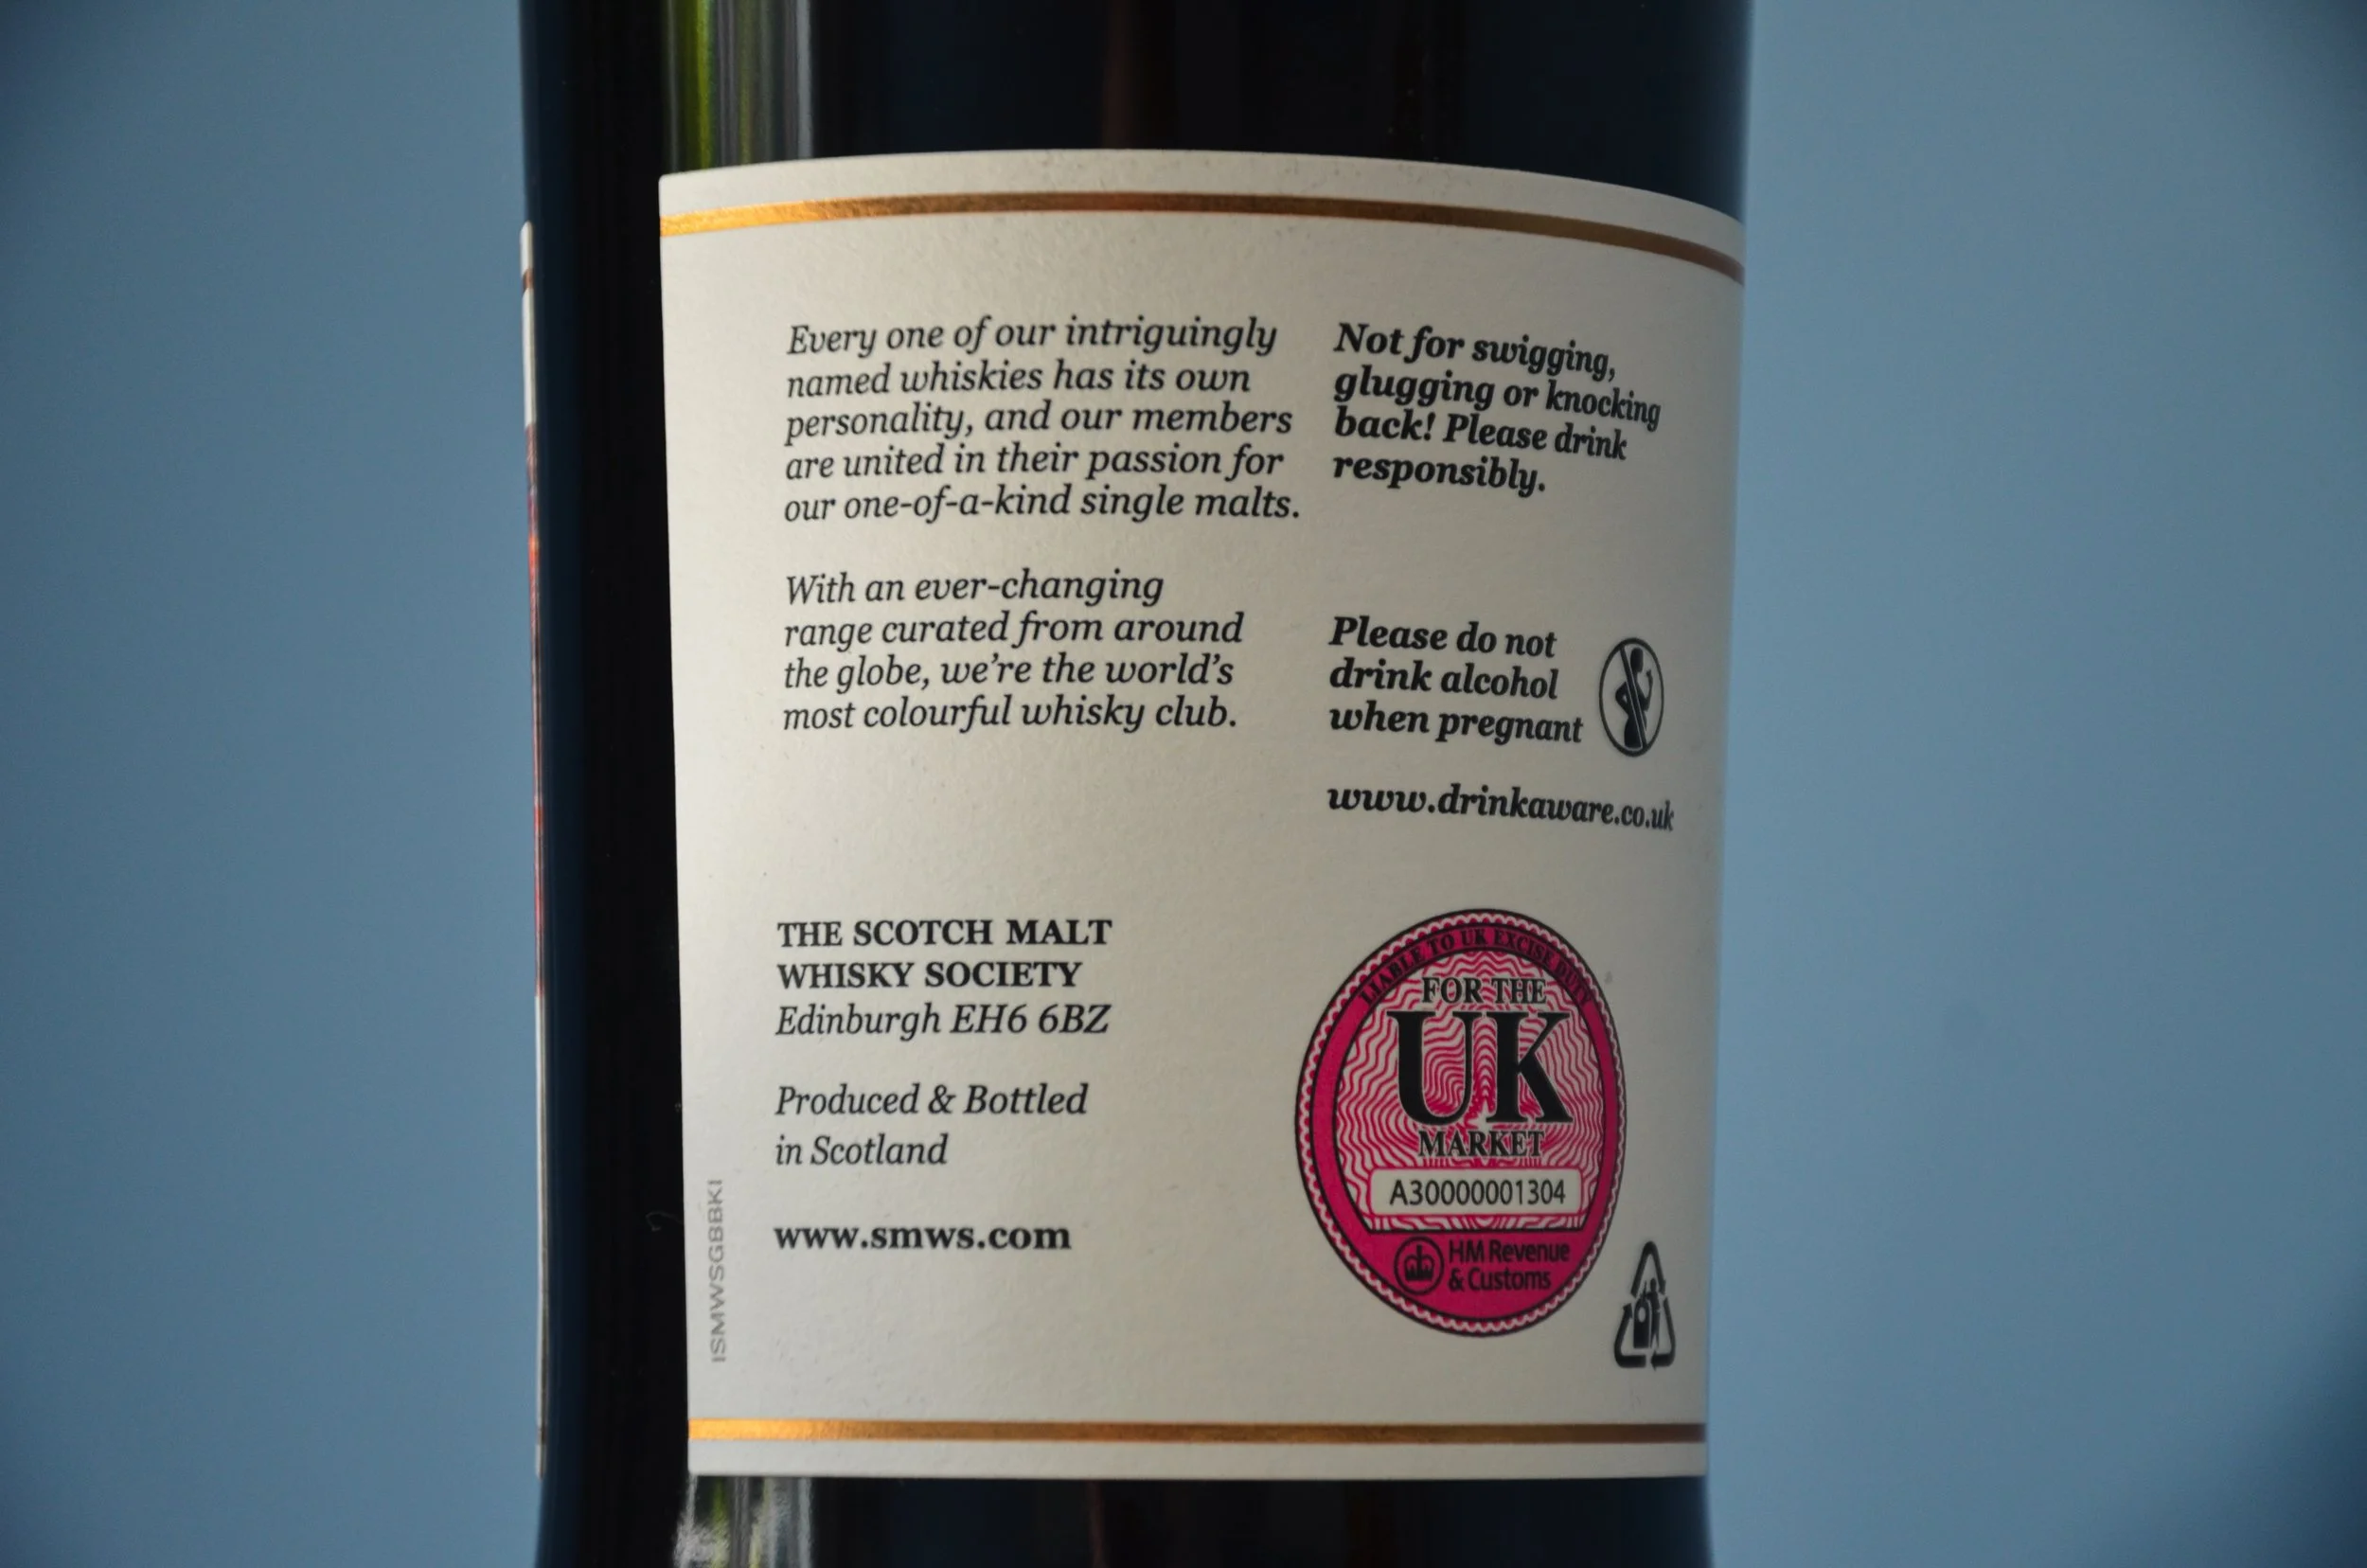 Every one of our intriguingly
named whiskies has its own
personality, and our members
are united in their passion for
our one-of-a-kind single malts.
With an ever-changing
range curated from around
the globe, we're the world's
most colourful whisky club.
THE SCOTCH MALT
WHISKY SOCIETY
Edinburgh EH6 6BZ
Produced & Bottled
in Scotland
www.smws.com
ISMWSGBBKI
Not for swigging,
glugging or knocking
back! Please drink
responsibly.
Please do not
drink alcohol
when pregnant
www.drinkaware.co.uk
LIABLE TO UK EXCISE DUTY
FOR THE
UK
MARKET
A30000001304
HM Revenue
& Customs